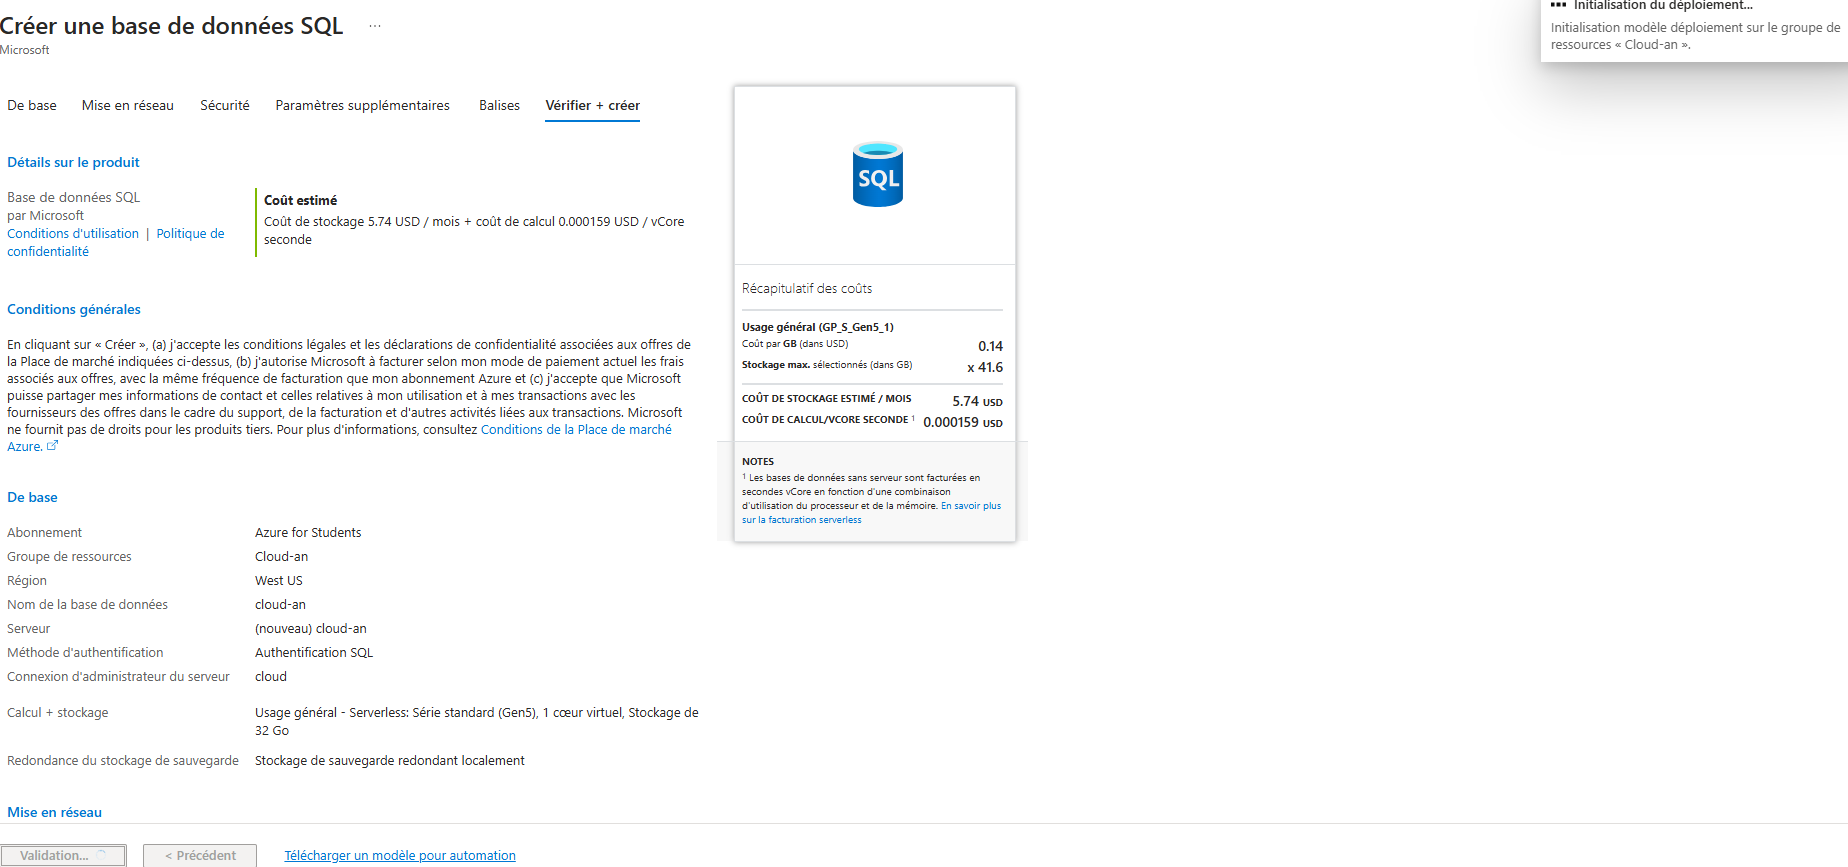 Créer une base de données SQL ...
Microsoft
Initialisation du déploiement...
Initialisation modèle déploiement sur le groupe de
ressources « Cloud-an ».
De base
Mise en réseau
Sécurité
Paramètres supplémentaires
Balises
Vérifier + créer
Détails sur le produit
Base de données SQL
par Microsoft
Conditions d'utilisation | Politique de
confidentialité
Coût estimé
Coût de stockage 5.74 USD / mois + coût de calcul 0.000159 USD / vCore
seconde
Conditions générales
En cliquant sur « Créer », (a) j'accepte les conditions légales et les déclarations de confidentialité associées aux offres de
la Place de marché indiquées ci-dessus, (b) j'autorise Microsoft à facturer selon mon mode de paiement actuel les frais
associés aux offres, avec la même fréquence de facturation que mon abonnement Azure et (c) j'accepte que Microsoft
puisse partager mes informations de contact et celles relatives à mon utilisation et à mes transactions avec les
fournisseurs des offres dans le cadre du support, de la facturation et d'autres activités liées aux transactions. Microsoft
ne fournit pas de droits pour les produits tiers. Pour plus d'informations, consultez Conditions de la Place de marché
Azure.
De base
Abonnement Azure for Students
Groupe de ressources Cloud-an
Région West US
Nom de la base de données cloud-an
Serveur (nouveau) cloud-an
Méthode d'authentification Authentification SQL
Connexion d'administrateur du serveur cloud
Calcul + stockage Usage général - Serverless: Série standard (Gen5), 1 cœur virtuel, Stockage de
32 Go
Redondance du stockage de sauvegarde Stockage de sauvegarde redondant localement
Mise en réseau
SQL
Récapitulatif des coûts
Usage général (GP_S_Gen5_1)
Coût par GB (dans USD) 0.14
Stockage max. sélectionnés (dans GB) x 41.6
COÛT DE STOCKAGE ESTIMÉ / MOIS 5.74 USD
COÛT DE CALCUL/VCORE SECONDE ¹ 0.000159 USD
NOTES
¹ Les bases de données sans serveur sont facturées en
secondes vCore en fonction d'une combinaison
d'utilisation du processeur et de la mémoire. En savoir plus
sur la facturation serverless
Validation...
< Précédent
Télécharger un modèle pour automation